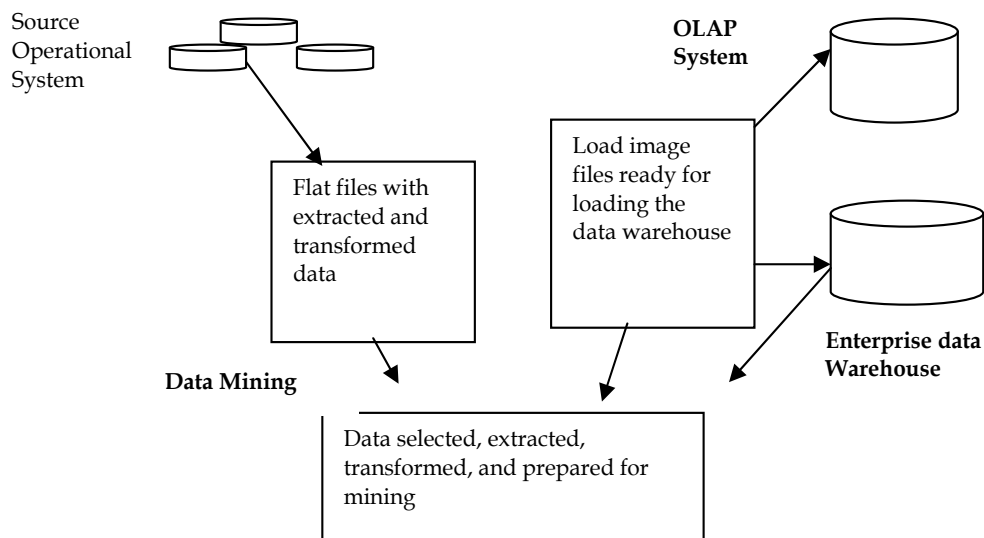 Source
Operational
System
OLAP
System
Flat files with
extracted and
transformed
data
Load image
files ready for
loading the
data warehouse
Enterprise data
Warehouse
Data Mining
Data selected, extracted,
transformed, and prepared for
mining